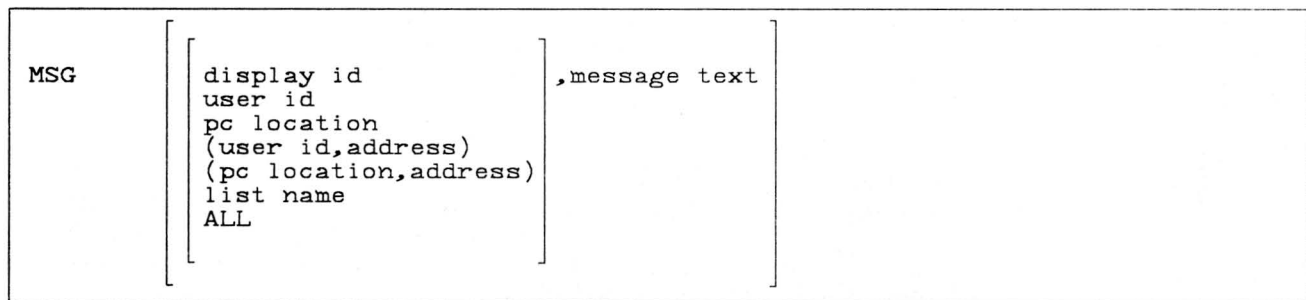 MSG display id ,message text
user id
pc location
(user id,address)
(pc location,address)
list name
ALL